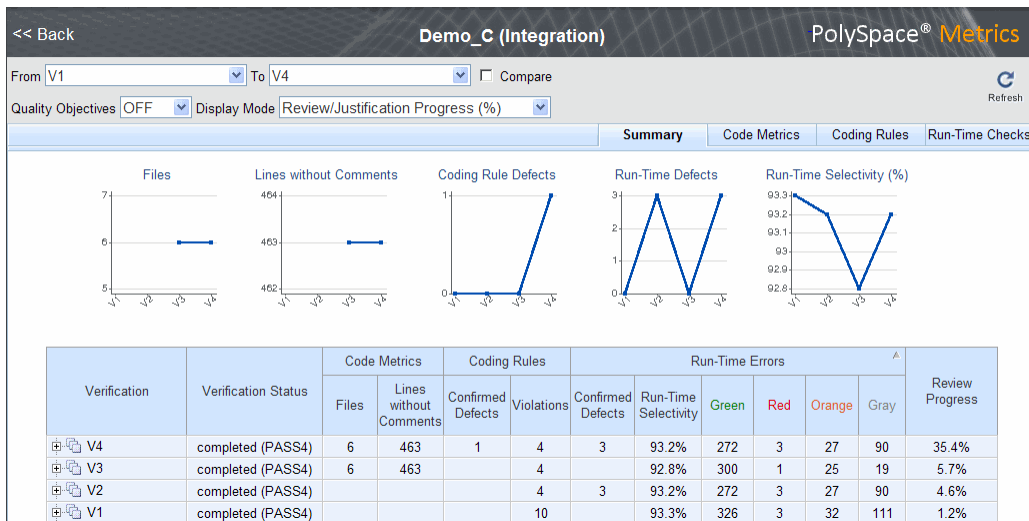 << Back
Demo_C (Integration)
PolySpace® Metrics
From V1 To V4 Compare
Refresh
Quality Objectives OFF Display Mode Review/Justification Progress (%)
Summary Code Metrics Coding Rules Run-Time Checks
Files Lines without Comments Coding Rule Defects Run-Time Defects Run-Time Selectivity (%)
7 6 5
V1 V2 V3 V4
464 463 462
V1 V2 V3 V4
1 0
V1 V2 V3 V4
3 2 1 0
V1 V2 V3 V4
93.3 93.2 93.1 93 92.9 92.8
V1 V2 V3 V4
Verification Verification Status Code Metrics Coding Rules Run-Time Errors Review Progress
Files Lines without Comments Confirmed Defects Violations Confirmed Defects Run-Time Selectivity Green Red Orange Gray
V4 completed (PASS4) 6 463 1 4 3 93.2% 272 3 27 90 35.4%
V3 completed (PASS4) 6 463 4 92.8% 300 1 25 19 5.7%
V2 completed (PASS4) 4 3 93.2% 272 3 27 90 4.6%
V1 completed (PASS4) 10 93.3% 326 3 32 111 1.2%